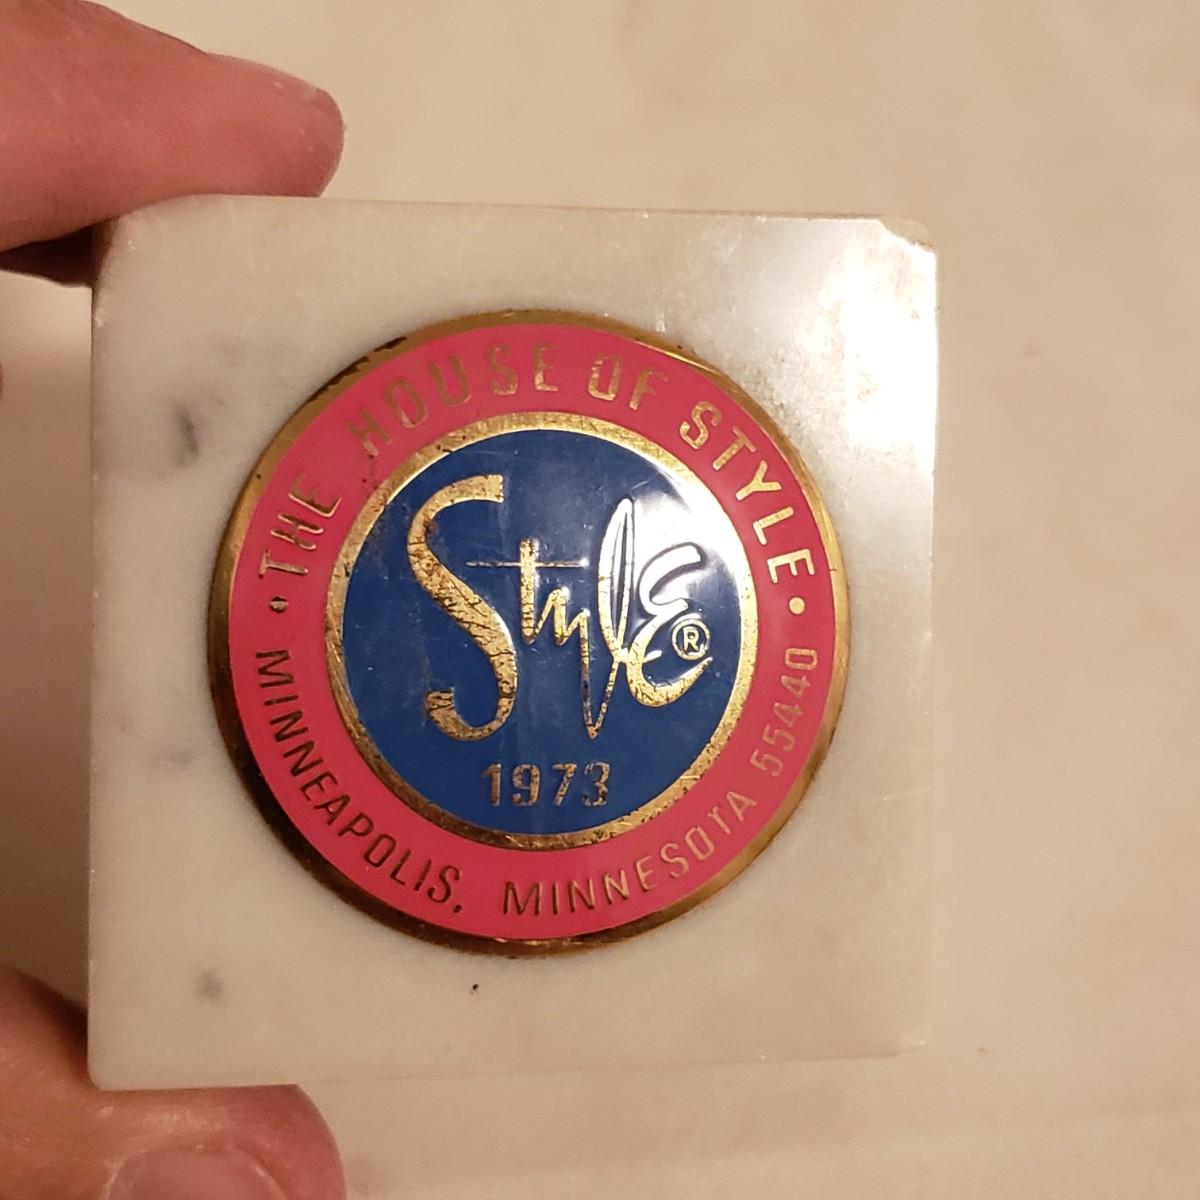 • THE HOUSE OF STYLE •
Style®
1973
MINNEAPOLIS, MINNESOTA 55440